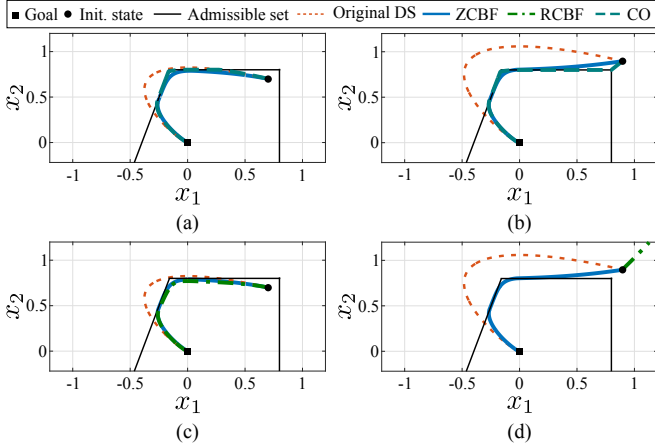 Goal Init. state Admissible set Original DS ZCBF RCBF CO
1
0.5
0
x₂
-1 -0.5 0 0.5 1
x₁
(a)
1
0.5
0
x₂
-1 -0.5 0 0.5 1
x₁
(b)
1
0.5
0
x₂
-1 -0.5 0 0.5 1
x₁
(c)
1
0.5
0
x₂
-1 -0.5 0 0.5 1
x₁
(d)